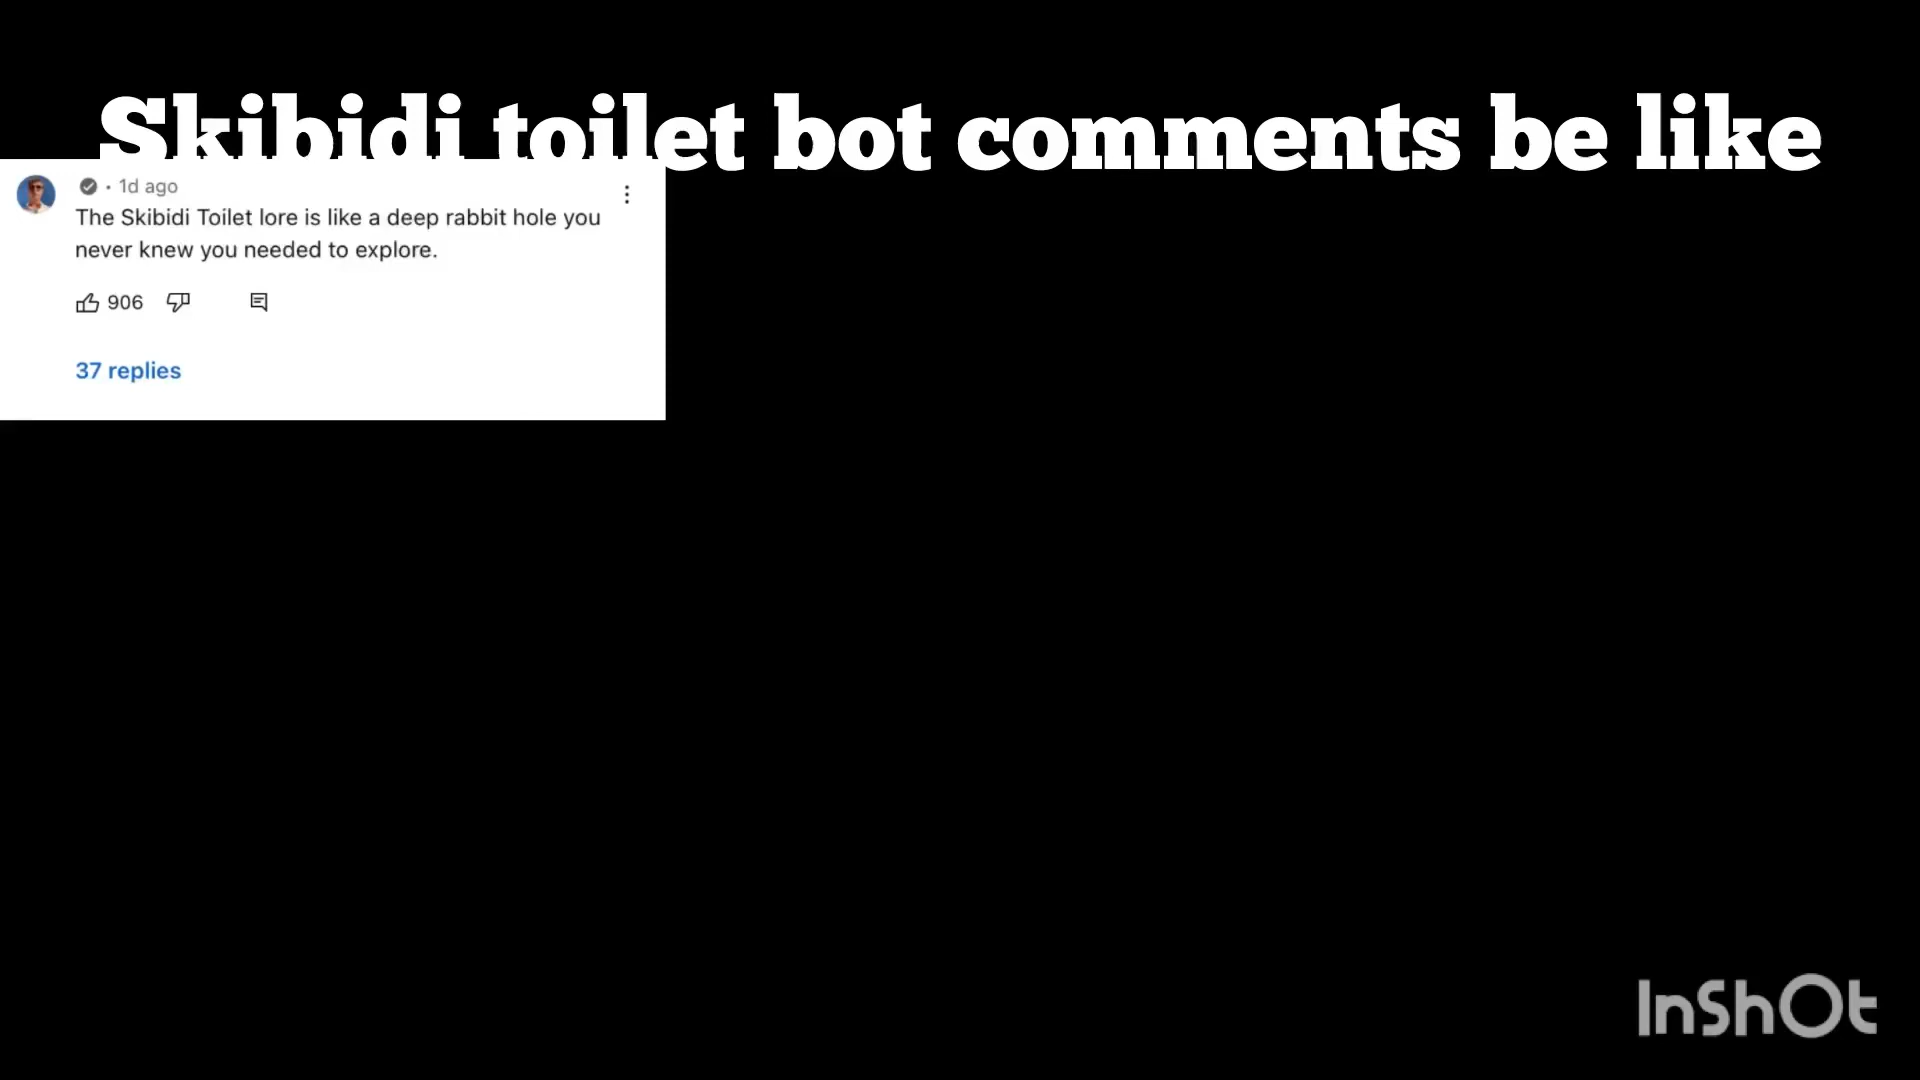 Skibidi toilet bot comments be like
• 1d ago
The Skibidi Toilet lore is like a deep rabbit hole you
never knew you needed to explore.
906
37 replies
InShOt